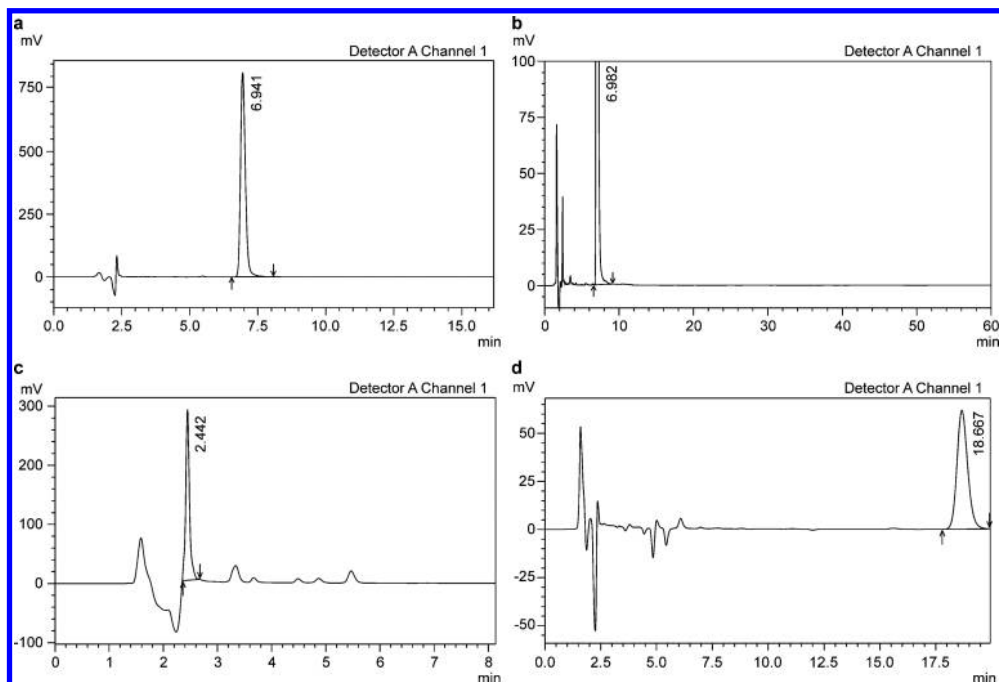 a
mV
Detector A Channel 1
6.941
750
500
250
0
0.0 2.5 5.0 7.5 10.0 12.5 15.0
min
b
mV
Detector A Channel 1
6.982
100
75
50
25
0
0 10 20 30 40 50 60
min
c
mV
Detector A Channel 1
2.442
300
200
100
0
-100
0 1 2 3 4 5 6 7 8
min
d
mV
Detector A Channel 1
18.667
50
25
0
-25
-50
0.0 2.5 5.0 7.5 10.0 12.5 15.0 17.5
min